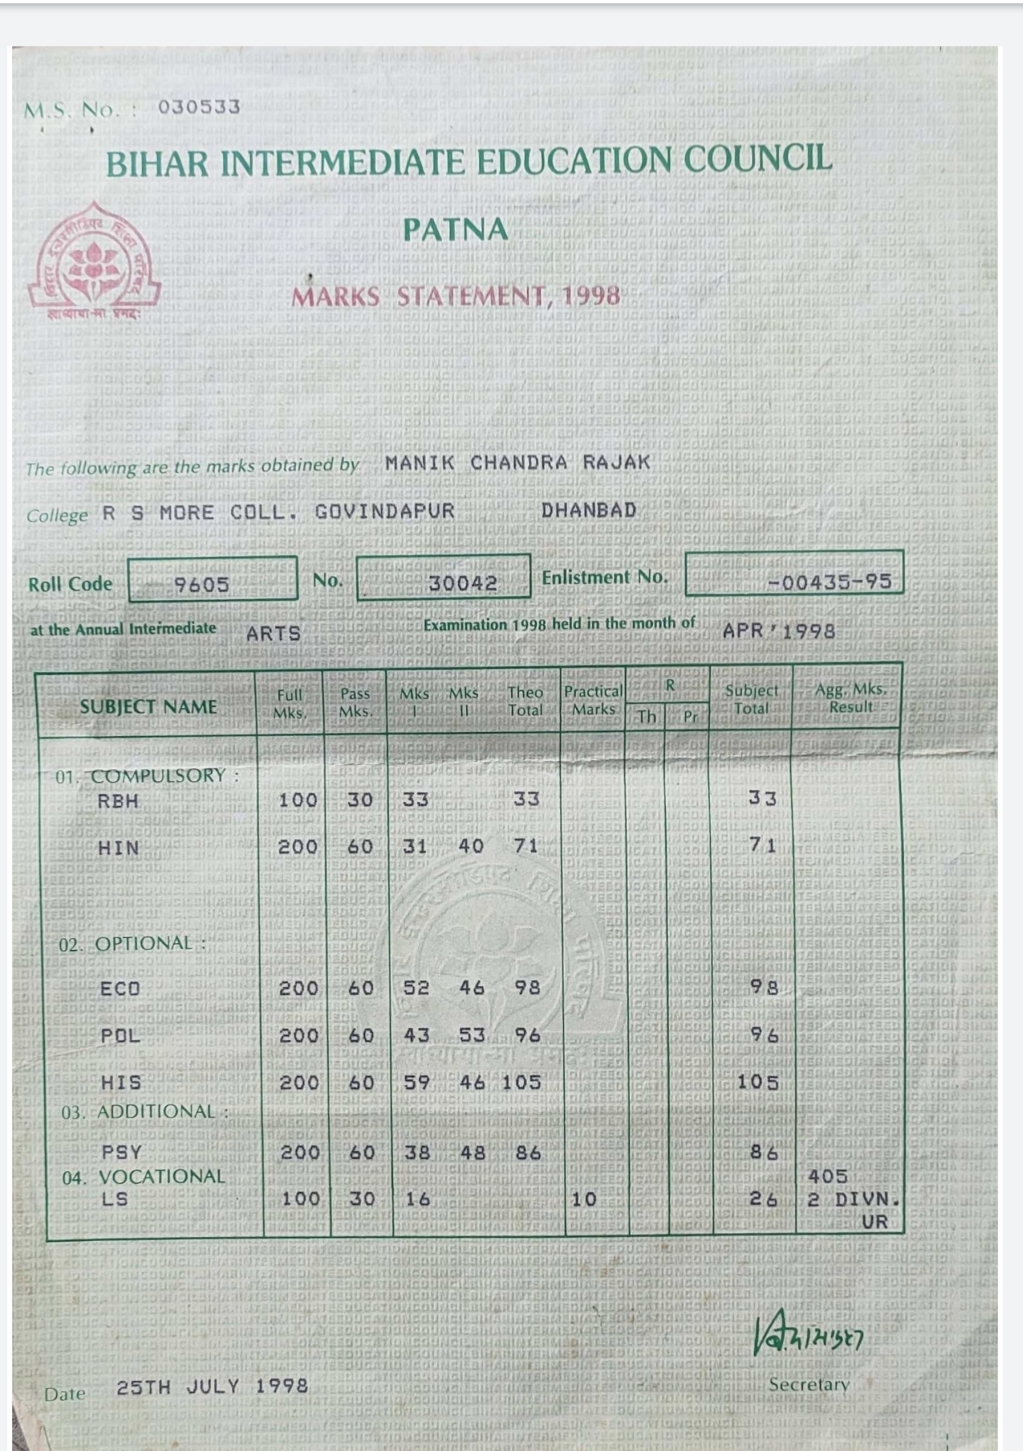 M.S. No. : 030533
BIHAR INTERMEDIATE EDUCATION COUNCIL
PATNA
MARKS STATEMENT, 1998
The following are the marks obtained by MANIK CHANDRA RAJAK
College R S MORE COLL. GOVINDAPUR DHANBAD
Roll Code 9605 No. 30042 Enlistment No. -00435-95
at the Annual Intermediate ARTS Examination 1998 held in the month of APR'1998
SUBJECT NAME Full Mks. Pass Mks. Mks I Mks II Theo Total Practical Marks R Th Pr Subject Total Agg. Mks. Result
01. COMPULSORY :
RBH 100 30 33 33 33
HIN 200 60 31 40 71 71
02. OPTIONAL :
ECO 200 60 52 46 98 98
POL 200 60 43 53 96 96
HIS 200 60 59 46 105 105
03. ADDITIONAL :
PSY 200 60 38 48 86 86
04. VOCATIONAL 405
LS 100 30 16 10 26 2 DIVN.
UR
Date 25TH JULY 1998 Secretary